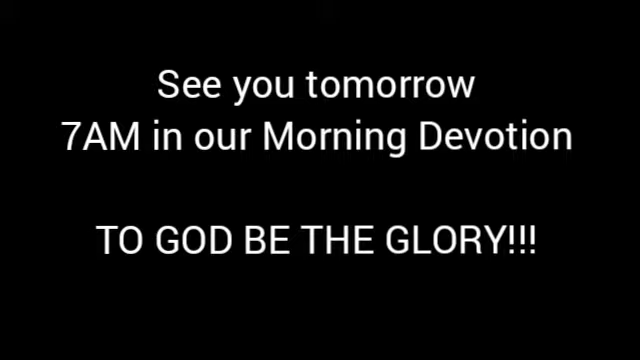 See you tomorrow
7AM in our Morning Devotion
TO GOD BE THE GLORY!!!